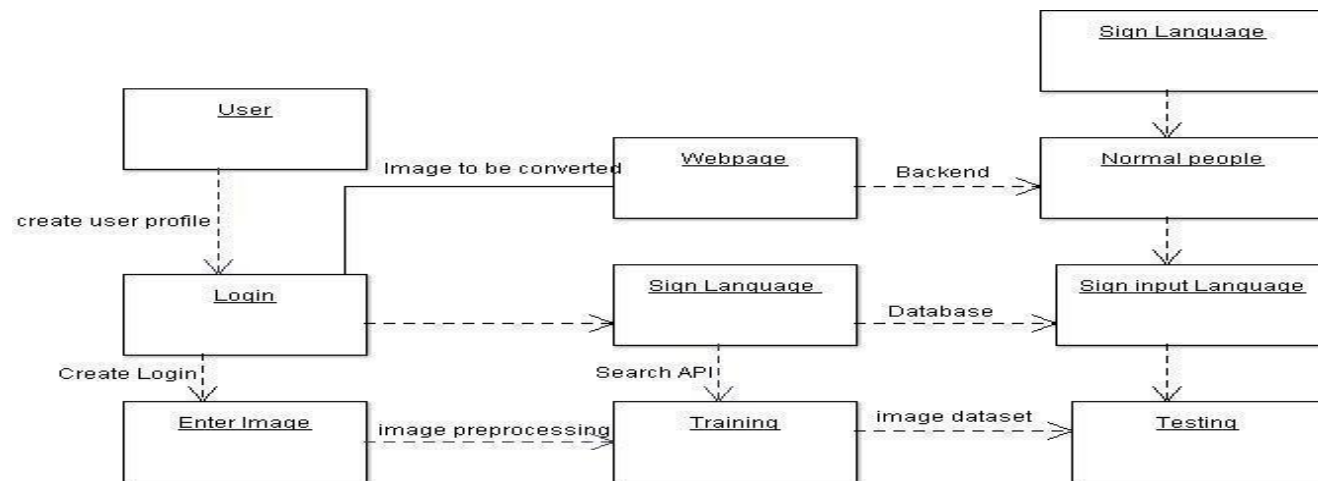 Sign Language
User
Image to be converted
Webpage
Backend
Normal people
create user profile
Login
Sign Language
Database
Sign input Language
Create Login
Search API
Enter Image
image preprocessing
Training
image dataset
Testing